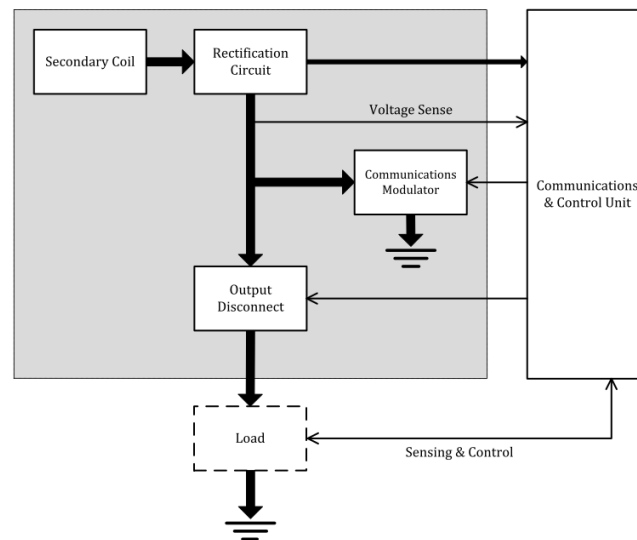 Secondary Coil
Rectification
Circuit
Voltage Sense
Communications
Modulator
Communications
& Control Unit
Output
Disconnect
Load
Sensing & Control